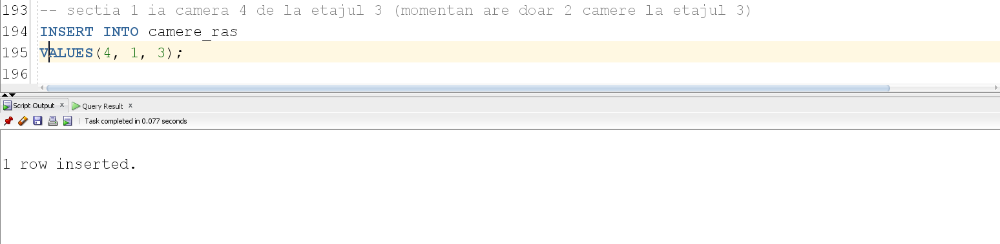 193 -- sectia 1 ia camera 4 de la etajul 3 (momentan are doar 2 camere la etajul 3)
194 INSERT INTO camere_ras
195 VALUES(4, 1, 3);
196
Script Output x Query Result x
Task completed in 0.077 seconds
1 row inserted.